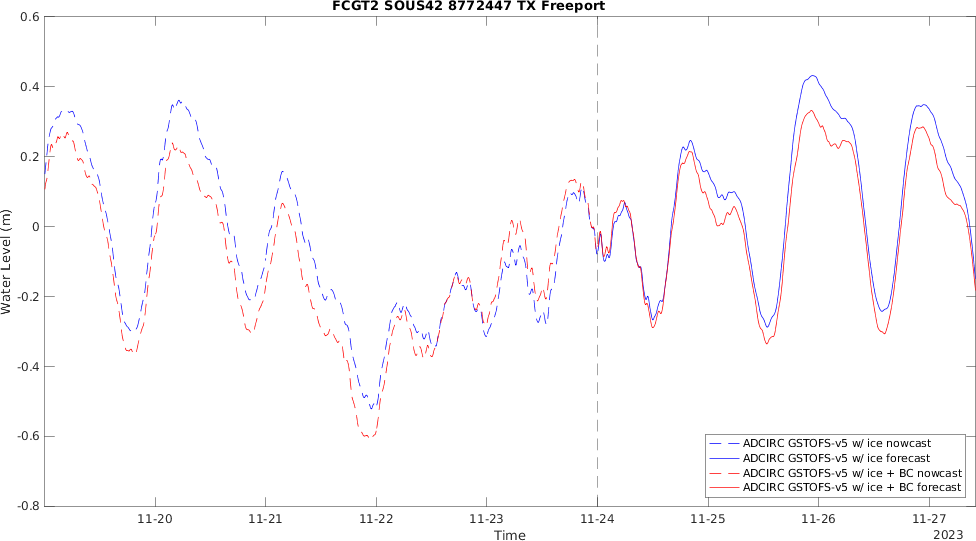 FCGT2 SOUS42 8772447 TX Freeport
0.6
0.4
0.2
0
-0.2
-0.4
-0.6
-0.8
Water Level (m)
ADCIRC GSTOFS-v5 w/ ice nowcast
ADCIRC GSTOFS-v5 w/ ice forecast
ADCIRC GSTOFS-v5 w/ ice + BC nowcast
ADCIRC GSTOFS-v5 w/ ice + BC forecast
11-20 11-21 11-22 11-23 11-24 11-25 11-26 11-27
Time
2023